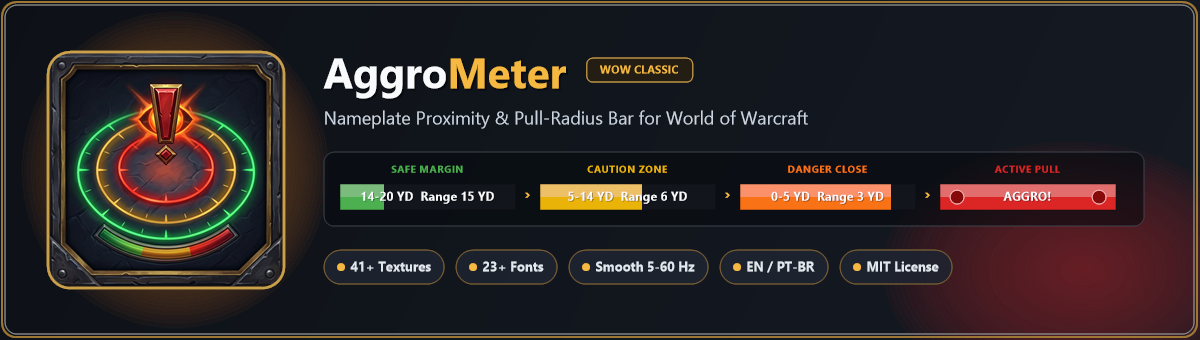 AggroMeter WOW CLASSIC
Nameplate Proximity & Pull-Radius Bar for World of Warcraft
SAFE MARGIN CAUTION ZONE DANGER CLOSE ACTIVE PULL
14-20 YD Range 15 YD › 5-14 YD Range 6 YD › 0-5 YD Range 3 YD › AGGRO!
41+ Textures 23+ Fonts Smooth 5-60 Hz EN / PT-BR MIT License